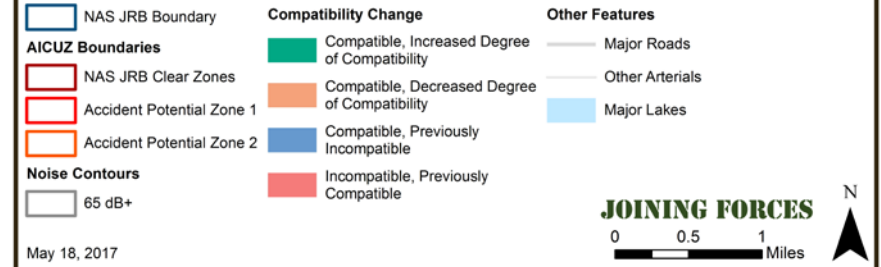 NAS JRB Boundary
AICUZ Boundaries
NAS JRB Clear Zones
Accident Potential Zone 1
Accident Potential Zone 2
Noise Contours
65 dB+
May 18, 2017
Compatibility Change
Compatible, Increased Degree
of Compatibility
Compatible, Decreased Degree
of Compatibility
Compatible, Previously
Incompatible
Incompatible, Previously
Compatible
Other Features
Major Roads
Other Arterials
Major Lakes
JOINING FORCES
0 0.5 1
Miles
N